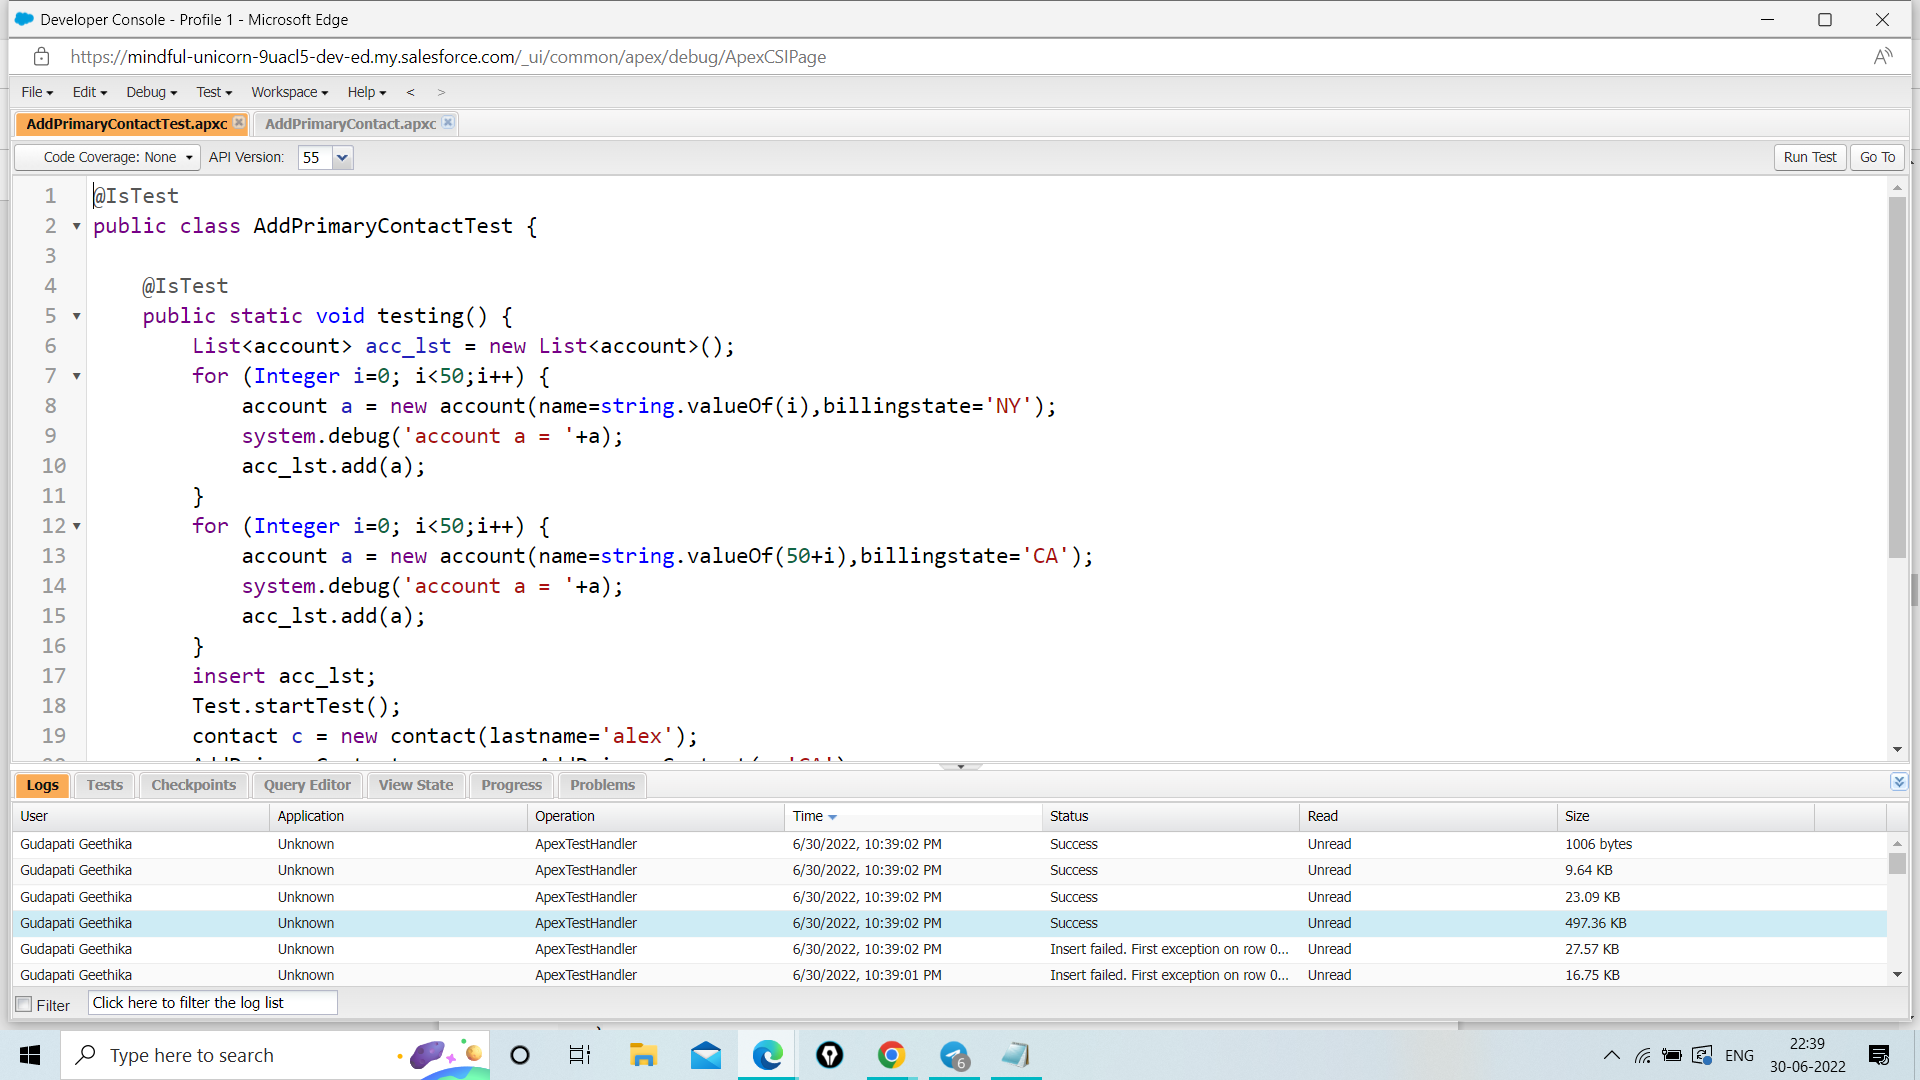 Developer Console - Profile 1 - Microsoft Edge
https://mindful-unicorn-9uacl5-dev-ed.my.salesforce.com/_ui/common/apex/debug/ApexCSIPage
File Edit Debug Test Workspace Help < >
AddPrimaryContactTest.apxc AddPrimaryContact.apxc
Code Coverage: None API Version: 55 Run Test Go To
1 @IsTest
2 public class AddPrimaryContactTest {
3
4 @IsTest
5 public static void testing() {
6 List<account> acc_lst = new List<account>();
7 for (Integer i=0; i<50;i++) {
8 account a = new account(name=string.valueOf(i),billingstate='NY');
9 system.debug('account a = '+a);
10 acc_lst.add(a);
11 }
12 for (Integer i=0; i<50;i++) {
13 account a = new account(name=string.valueOf(50+i),billingstate='CA');
14 system.debug('account a = '+a);
15 acc_lst.add(a);
16 }
17 insert acc_lst;
18 Test.startTest();
19 contact c = new contact(lastname='alex');
Logs Tests Checkpoints Query Editor View State Progress Problems
User Application Operation Time Status Read Size
Gudapati Geethika Unknown ApexTestHandler 6/30/2022, 10:39:02 PM Success Unread 1006 bytes
Gudapati Geethika Unknown ApexTestHandler 6/30/2022, 10:39:02 PM Success Unread 9.64 KB
Gudapati Geethika Unknown ApexTestHandler 6/30/2022, 10:39:02 PM Success Unread 23.09 KB
Gudapati Geethika Unknown ApexTestHandler 6/30/2022, 10:39:02 PM Success Unread 497.36 KB
Gudapati Geethika Unknown ApexTestHandler 6/30/2022, 10:39:02 PM Insert failed. First exception on row 0... Unread 27.57 KB
Gudapati Geethika Unknown ApexTestHandler 6/30/2022, 10:39:01 PM Insert failed. First exception on row 0... Unread 16.75 KB
Filter Click here to filter the log list
Type here to search
6
ENG
22:39
30-06-2022